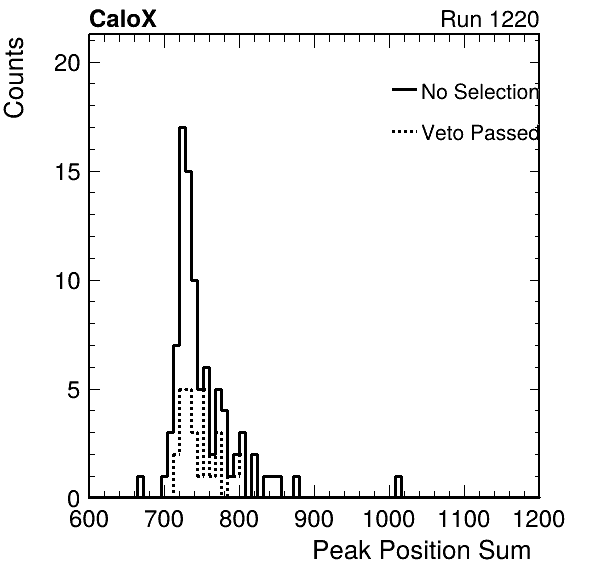 CaloX Run 1220
Counts
20
15
10
5
0
No Selection
Veto Passed
600 700 800 900 1000 1100 1200
Peak Position Sum